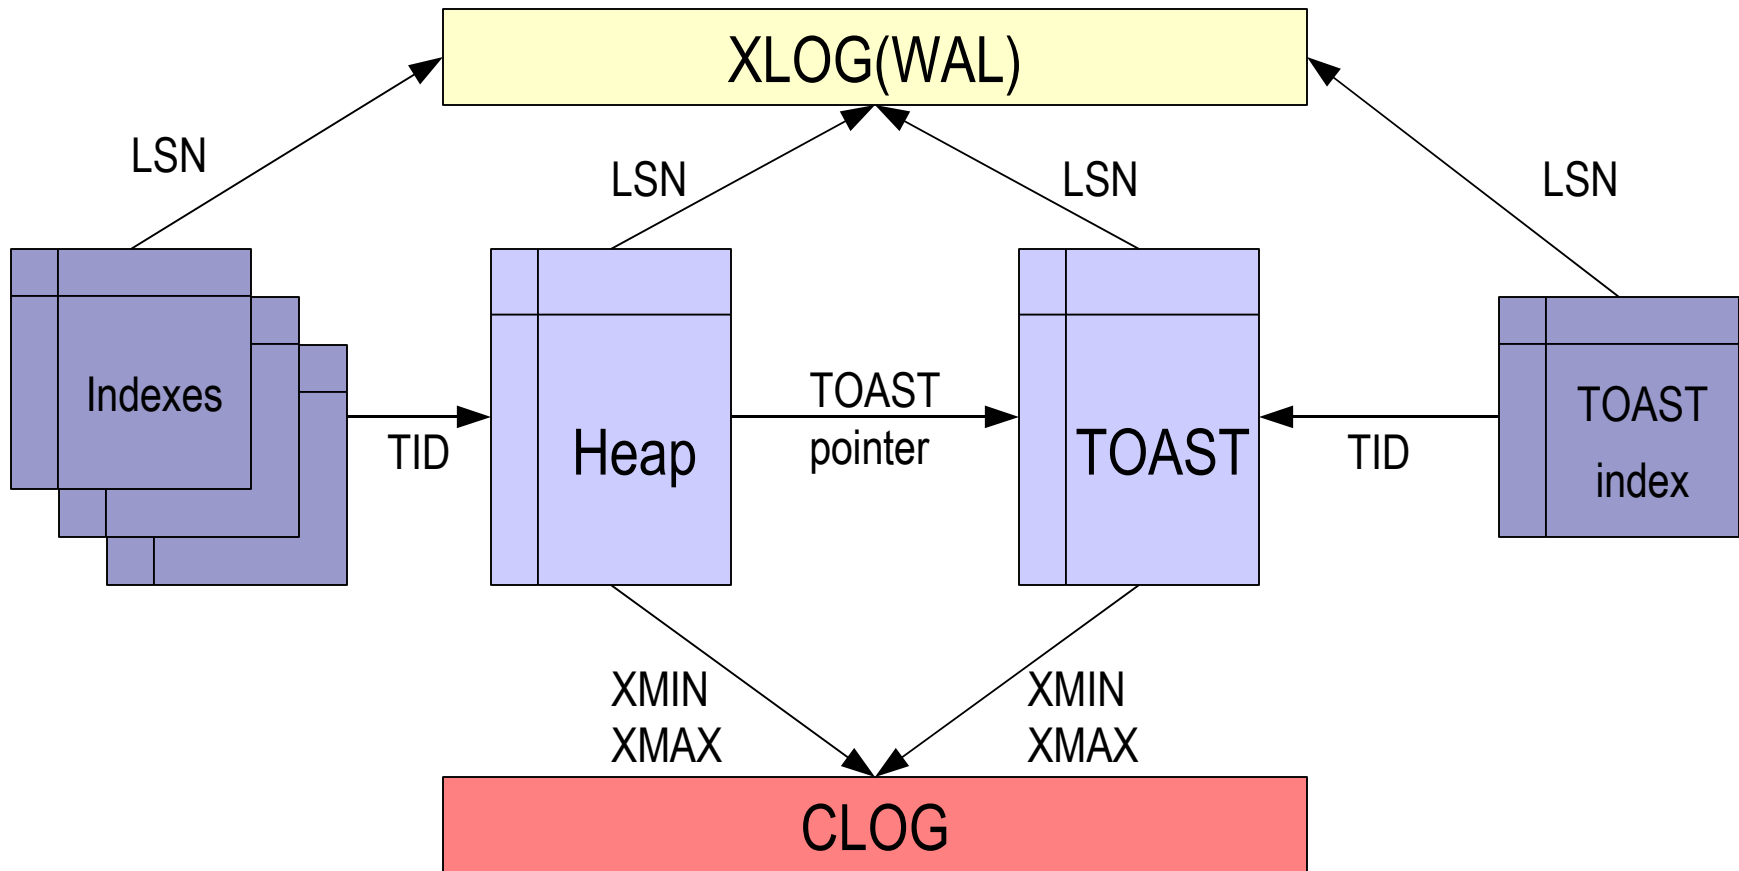 XLOG(WAL)
LSN
LSN
LSN
LSN
Indexes
TID
Heap
TOAST
pointer
TOAST
TID
TOAST
index
XMIN
XMAX
XMIN
XMAX
CLOG